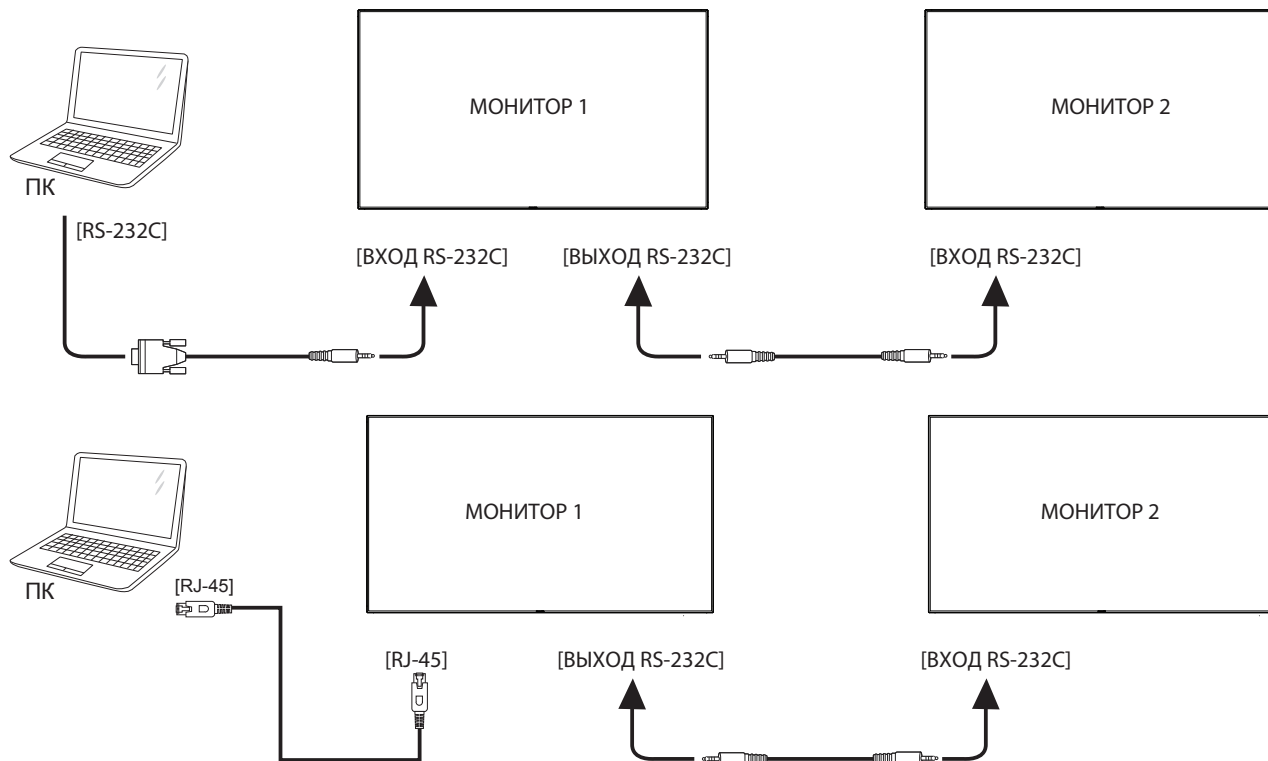 МОНИТОР 1
МОНИТОР 2
ПК
[RS-232C]
[ВХОД RS-232C]
[ВЫХОД RS-232C]
[ВХОД RS-232C]
МОНИТОР 1
МОНИТОР 2
ПК
[RJ-45]
[RJ-45]
[ВЫХОД RS-232C]
[ВХОД RS-232C]